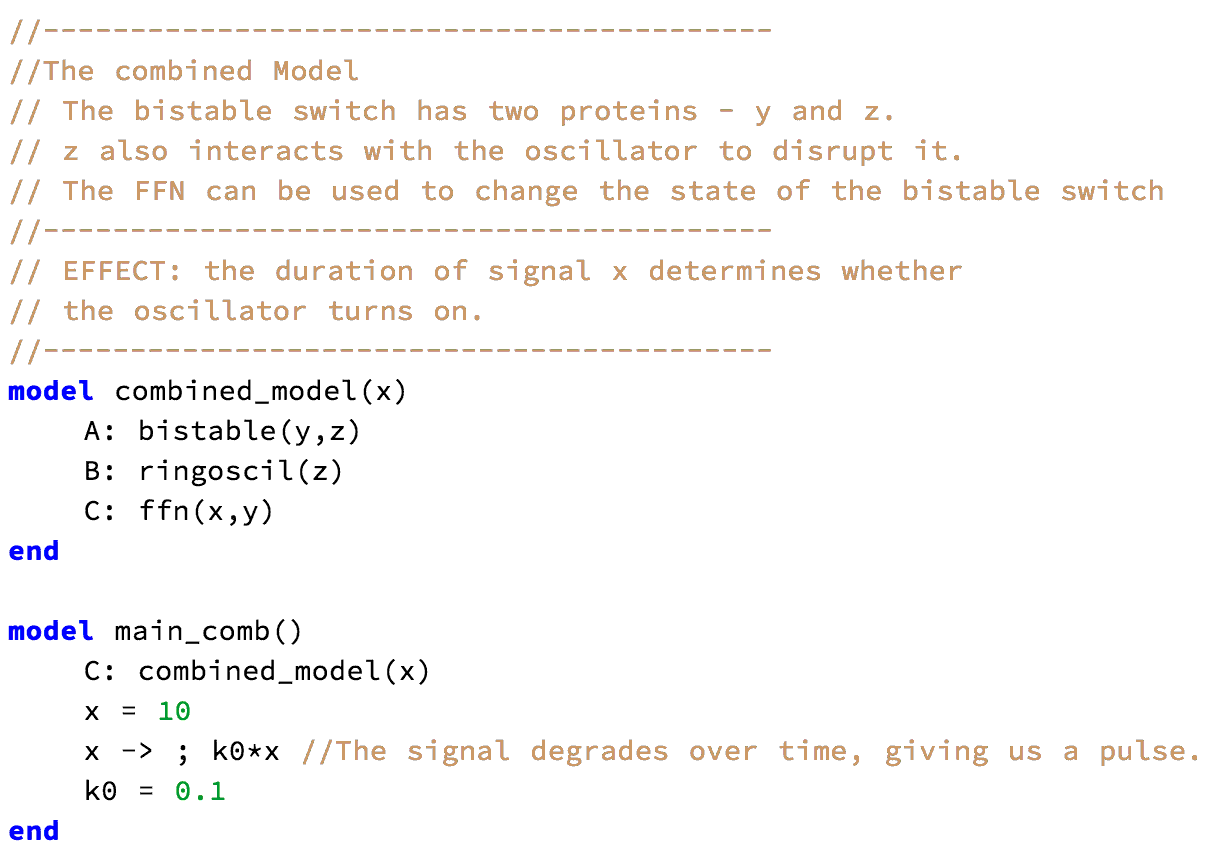 //------------------------------------------
//The combined Model
// The bistable switch has two proteins - y and z.
// z also interacts with the oscillator to disrupt it.
// The FFN can be used to change the state of the bistable switch
//------------------------------------------
// EFFECT: the duration of signal x determines whether
// the oscillator turns on.
//------------------------------------------
model combined_model(x)
A: bistable(y,z)
B: ringoscil(z)
C: ffn(x,y)
end
model main_comb()
C: combined_model(x)
x = 10
x -> ; k0*x //The signal degrades over time, giving us a pulse.
k0 = 0.1
end